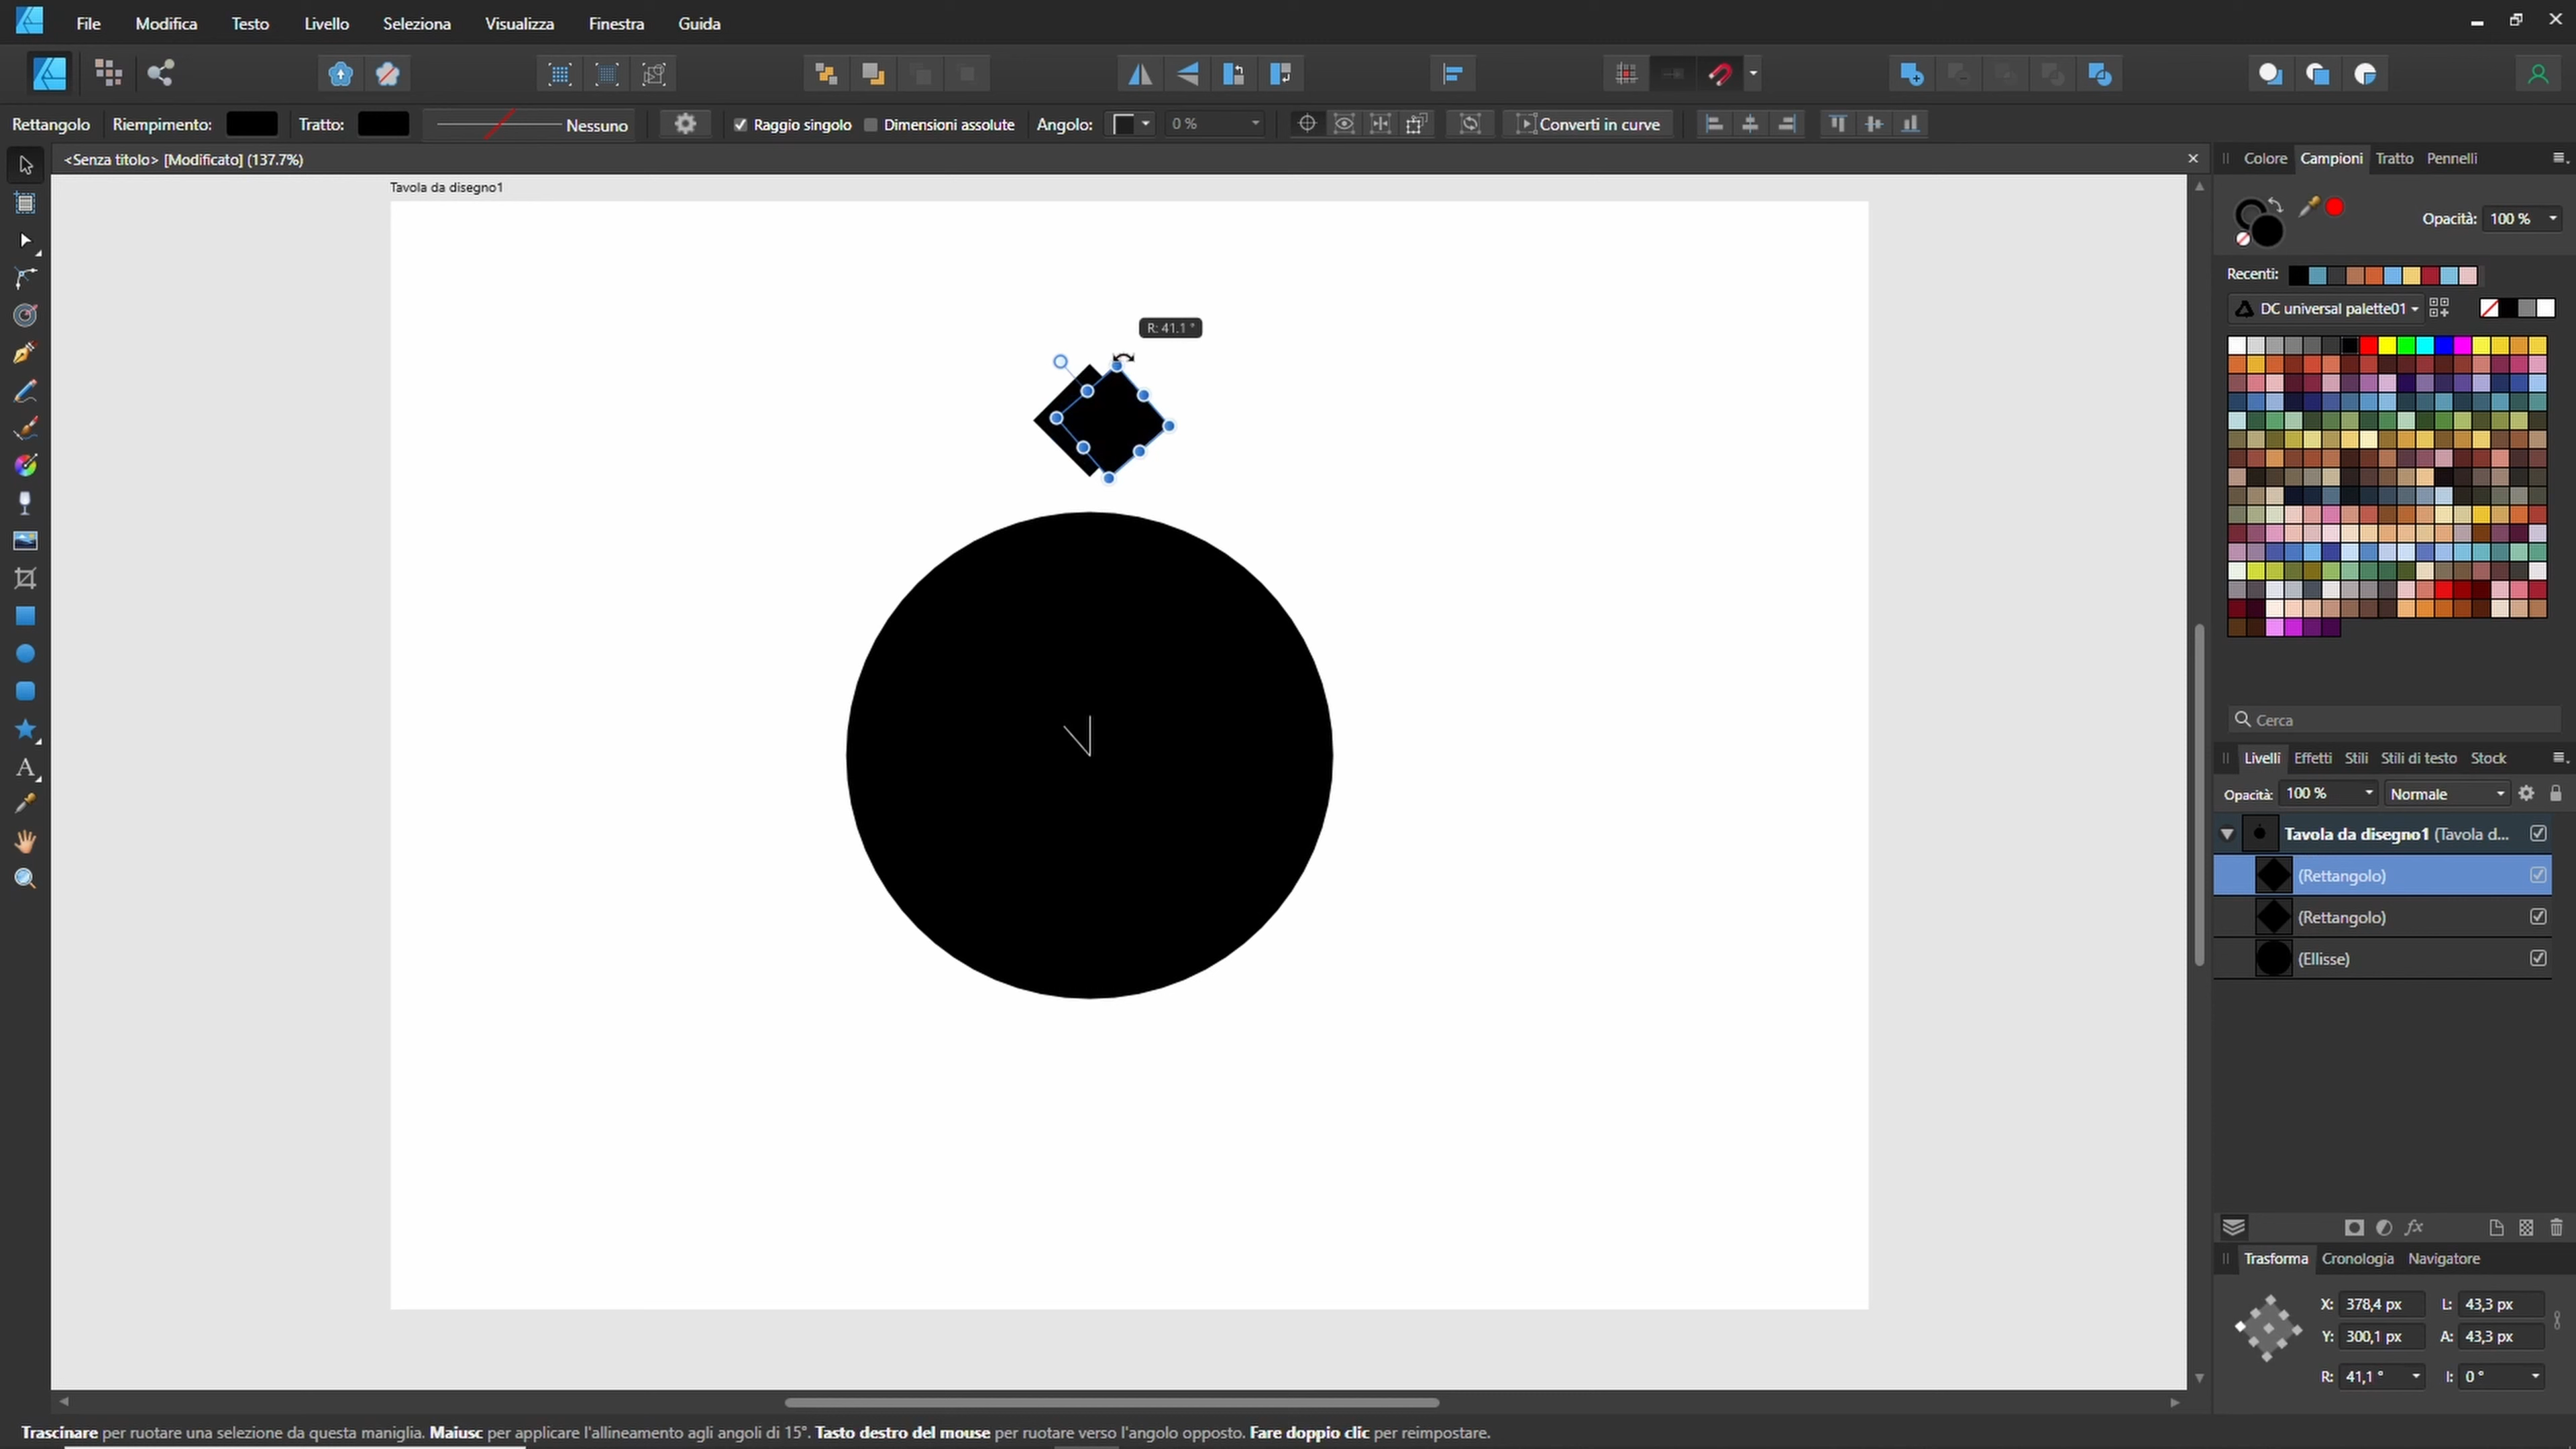 File Modifica Testo Livello Seleziona Visualizza Finestra Guida
Rettangolo Riempimento: Tratto: Nessuno Raggio singolo Dimensioni assolute Angolo: 0 % Converti in curve
<Senza titolo> [Modificato] (137.7%)
Colore Campioni Tratto Pennelli
Tavola da disegno1
Opacità: 100 %
Recenti:
DC universal palette01
R: 41.1 °
Cerca
Livelli Effetti Stili Stili di testo Stock
Opacità: 100 % Normale
Tavola da disegno1 (Tavola d...
(Rettangolo)
(Rettangolo)
(Ellisse)
Trasforma Cronologia Navigatore
X: 378,4 px L: 43,3 px
Y: 300,1 px A: 43,3 px
R: 41,1 ° I: 0 °
Trascinare per ruotare una selezione da questa maniglia. Maiusc per applicare l'allineamento agli angoli di 15°. Tasto destro del mouse per ruotare verso l'angolo opposto. Fare doppio clic per reimpostare.